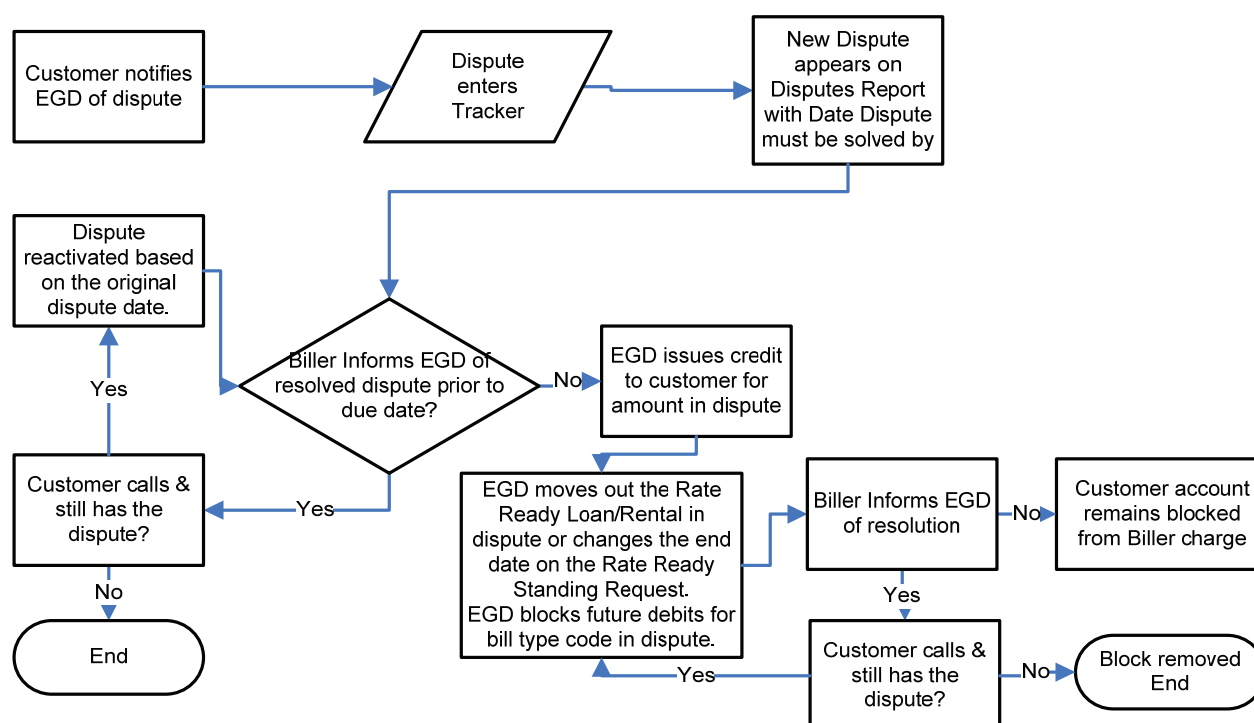 Customer notifies
EGD of dispute
Dispute
enters
Tracker
New Dispute
appears on
Disputes Report
with Date Dispute
must be solved by
Dispute
reactivated based
on the original
dispute date.
Biller Informs EGD of
resolved dispute prior to
due date?
No
EGD issues credit
to customer for
amount in dispute
Yes
Customer calls &
still has the
dispute?
Yes
No
End
EGD moves out the Rate
Ready Loan/Rental in
dispute or changes the end
date on the Rate Ready
Standing Request.
EGD blocks future debits for
bill type code in dispute.
Biller Informs EGD
of resolution
No
Customer account
remains blocked
from Biller charge
Yes
Customer calls &
still has the
dispute?
Yes
No
Block removed
End